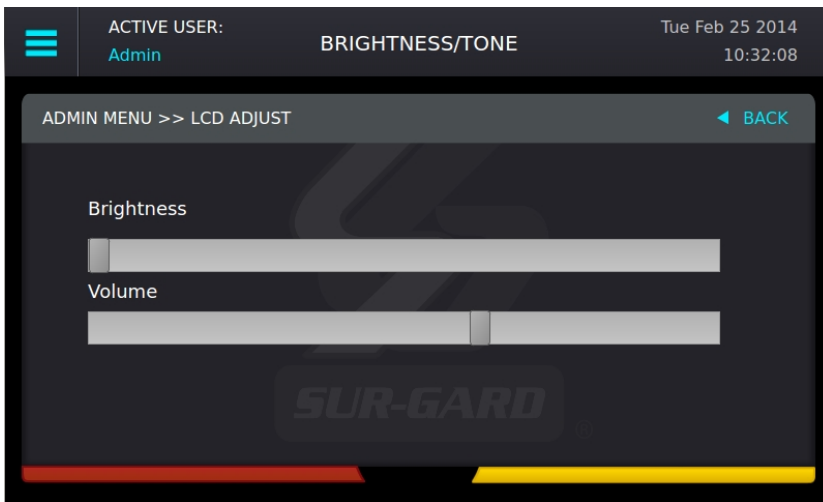 ACTIVE USER:
Admin
BRIGHTNESS/TONE
Tue Feb 25 2014
10:32:08
ADMIN MENU >> LCD ADJUST
BACK
Brightness
Volume
SUR-GARD
®